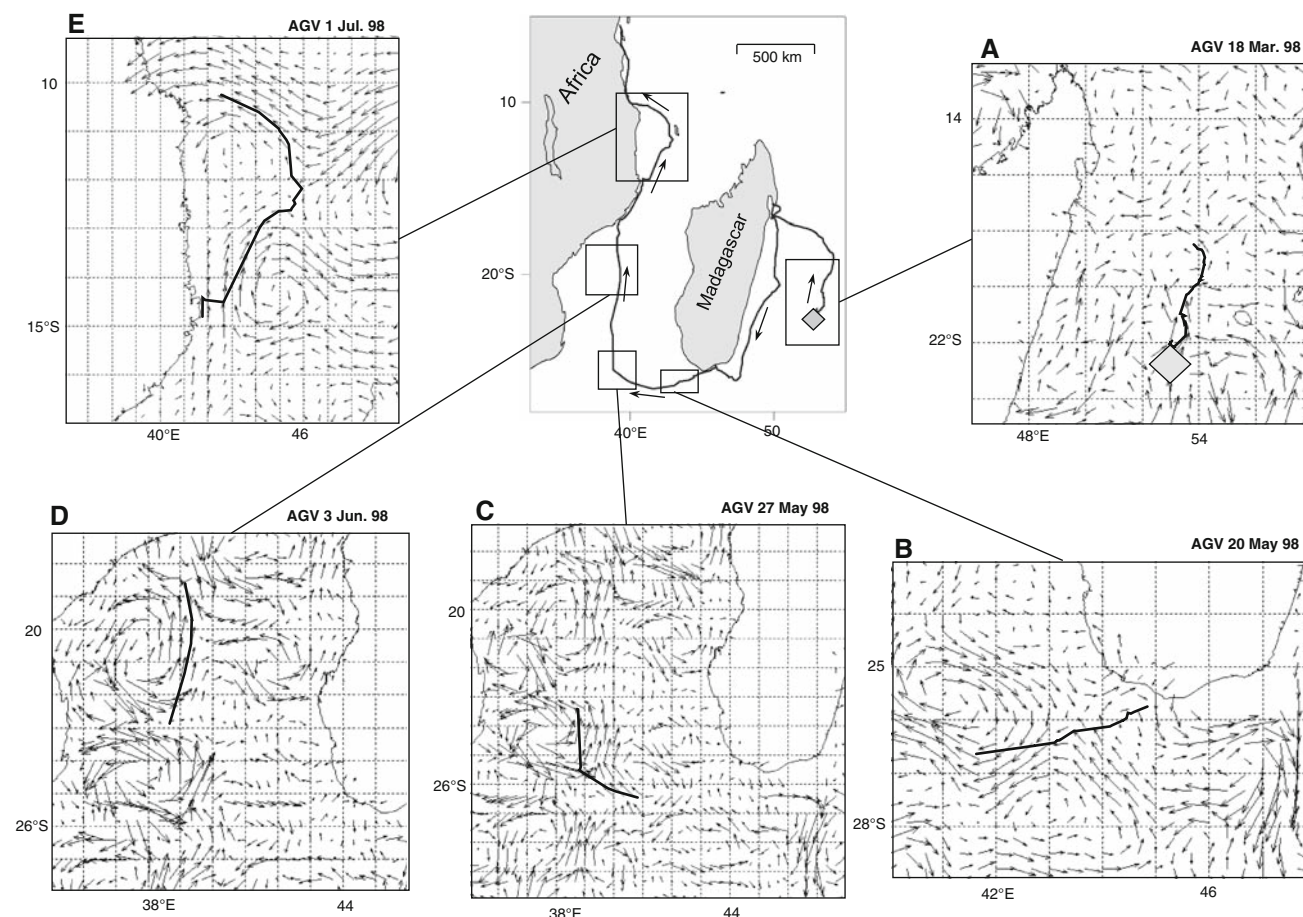 E
AGV 1 Jul. 98
10
15°S
40°E
46
Africa
500 km
10
20°S
Madagascar
40°E
50
A
AGV 18 Mar. 98
14
22°S
48°E
54
D
AGV 3 Jun. 98
20
26°S
38°E
44
C
AGV 27 May 98
20
26°S
38°E
44
B
AGV 20 May 98
25
28°S
42°E
46